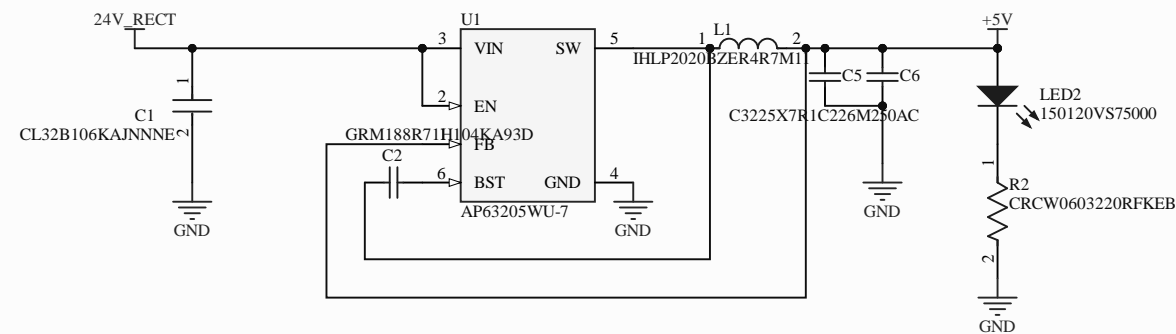 24V_RECT
U1
+5V
3
VIN
SW
5
1
L1
2
IHLP2020BZER4R7M11
1
C1
CL32B106KAJNNNE
2
2
EN
C5
C6
LED2
150120VS75000
C3225X7R1C226M250AC
GRM188R71H104KA93D
FB
C2
6
BST
GND
4
AP63205WU-7
1
R2
CRCW0603220RFKEB
2
GND
GND
GND
GND